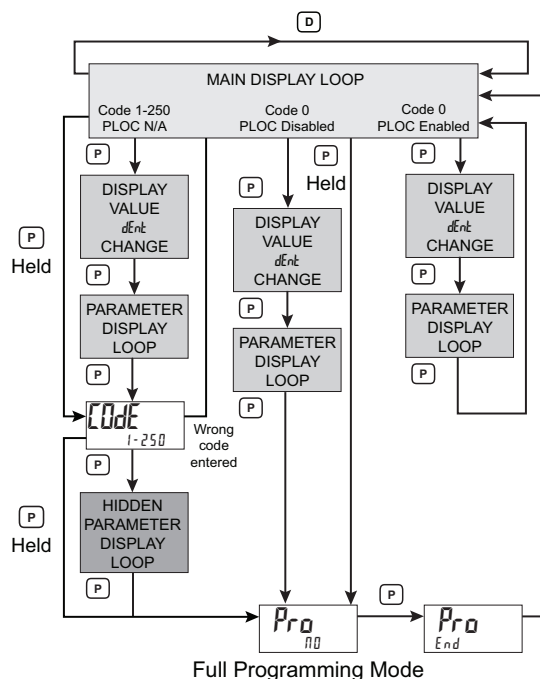 D
MAIN DISPLAY LOOP
Code 1-250
PLOC N/A
Code 0
PLOC Disabled
Code 0
PLOC Enabled
P
P
Held
P
DISPLAY
VALUE
dEnt
CHANGE
P
PARAMETER
DISPLAY
LOOP
P
P
Held
CODE
1-250
Wrong
code
entered
P
HIDDEN
PARAMETER
DISPLAY
LOOP
P
P
Held
P
DISPLAY
VALUE
dEnt
CHANGE
P
PARAMETER
DISPLAY
LOOP
P
P
DISPLAY
VALUE
dEnt
CHANGE
P
PARAMETER
DISPLAY
LOOP
P
Pro
NO
P
Pro
End
Full Programming Mode